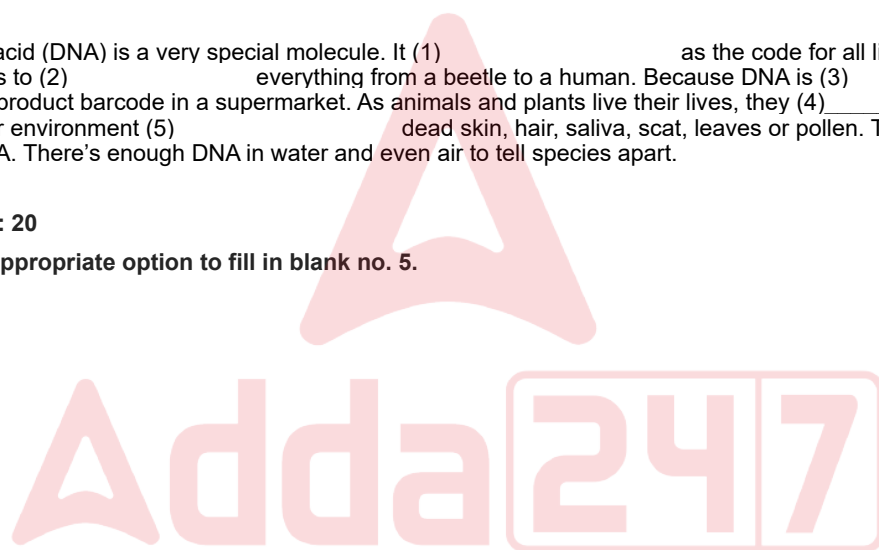 acid (DNA) is a very special molecule. It (1) as the code for all li
s to (2) everything from a beetle to a human. Because DNA is (3)
product barcode in a supermarket. As animals and plants live their lives, they (4)_____
r environment (5) dead skin, hair, saliva, scat, leaves or pollen. T
A. There’s enough DNA in water and even air to tell species apart.
: 20
ppropriate option to fill in blank no. 5.
Adda247